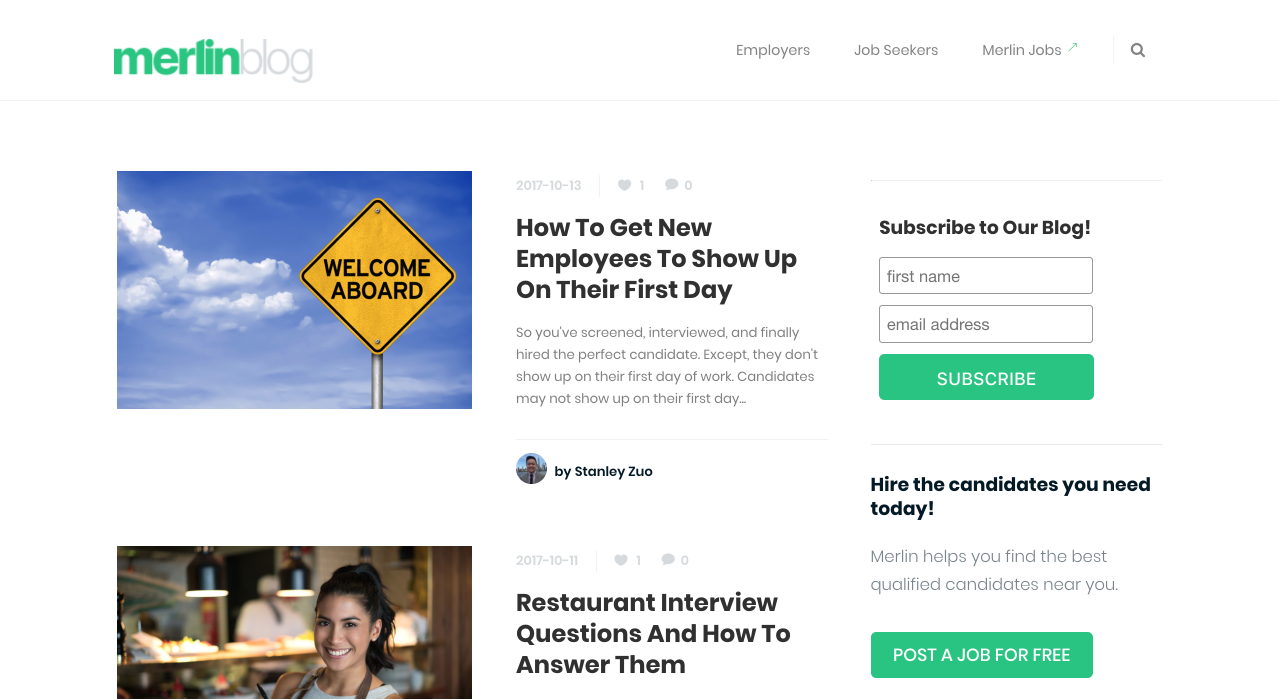 merlinblog
Employers
Job Seekers
Merlin Jobs
WELCOME
ABOARD
2017-10-13
1
0
How To Get New
Employees To Show Up
On Their First Day
So you've screened, interviewed, and finally
hired the perfect candidate. Except, they don't
show up on their first day of work. Candidates
may not show up on their first day...
by Stanley Zuo
2017-10-11
1
0
Restaurant Interview
Questions And How To
Answer Them
Subscribe to Our Blog!
first name
email address
SUBSCRIBE
Hire the candidates you need
today!
Merlin helps you find the best
qualified candidates near you.
POST A JOB FOR FREE